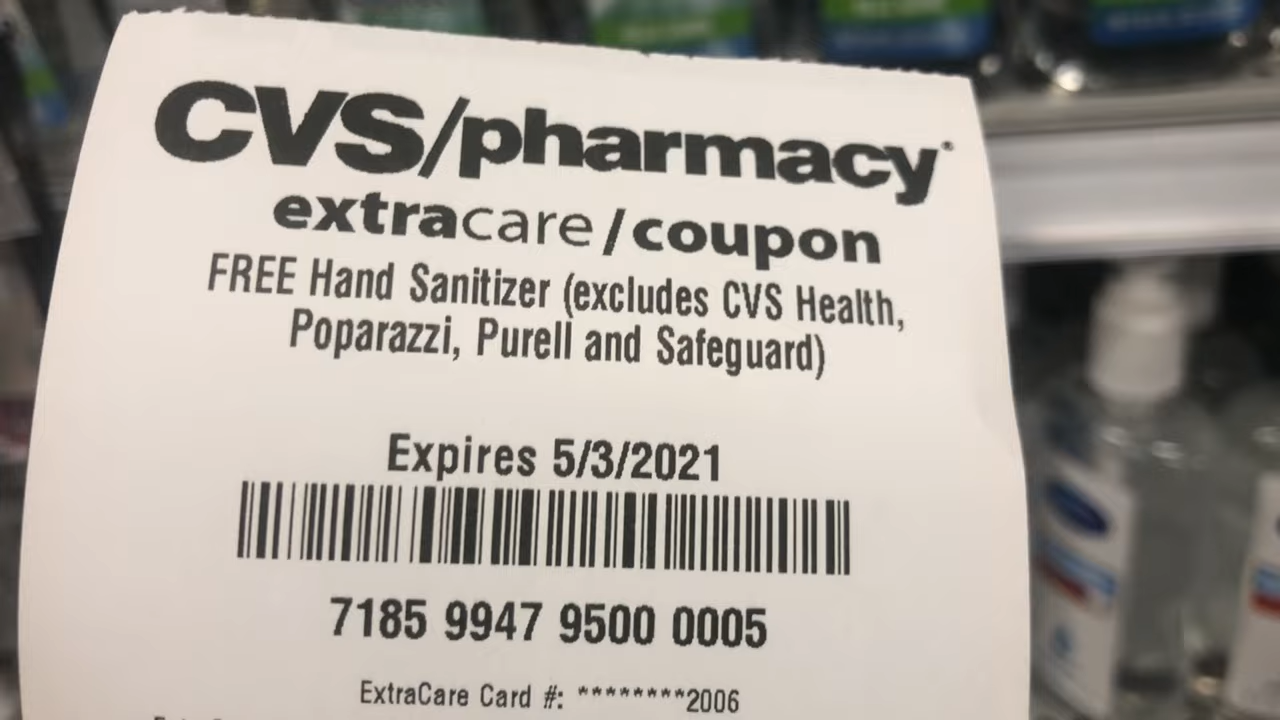 CVS/pharmacy®
extracare/coupon
FREE Hand Sanitizer (excludes CVS Health,
Poparazzi, Purell and Safeguard)
Expires 5/3/2021
7185 9947 9500 0005
ExtraCare Card #: ********2006